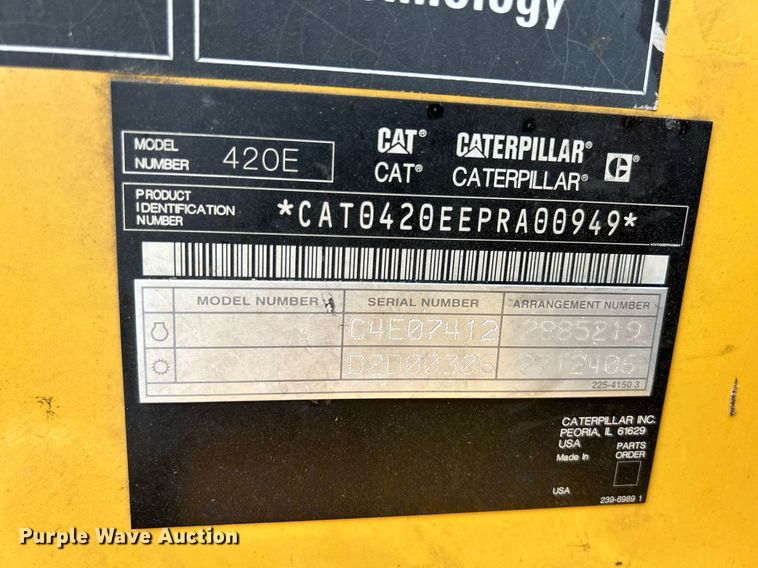 MODEL
NUMBER 420E
CAT® CATERPILLAR®
CAT® CATERPILLAR®
PRODUCT
IDENTIFICATION
NUMBER
*CAT0420EEPRA00949*
MODEL NUMBER SERIAL NUMBER ARRANGEMENT NUMBER
C4E07412 2885219
D2D00306 2712406
225-4150 3
CATERPILLAR INC.
PEORIA, IL 61629
USA PARTS
Made In ORDER
USA
239-6989 1
Purple Wave Auction